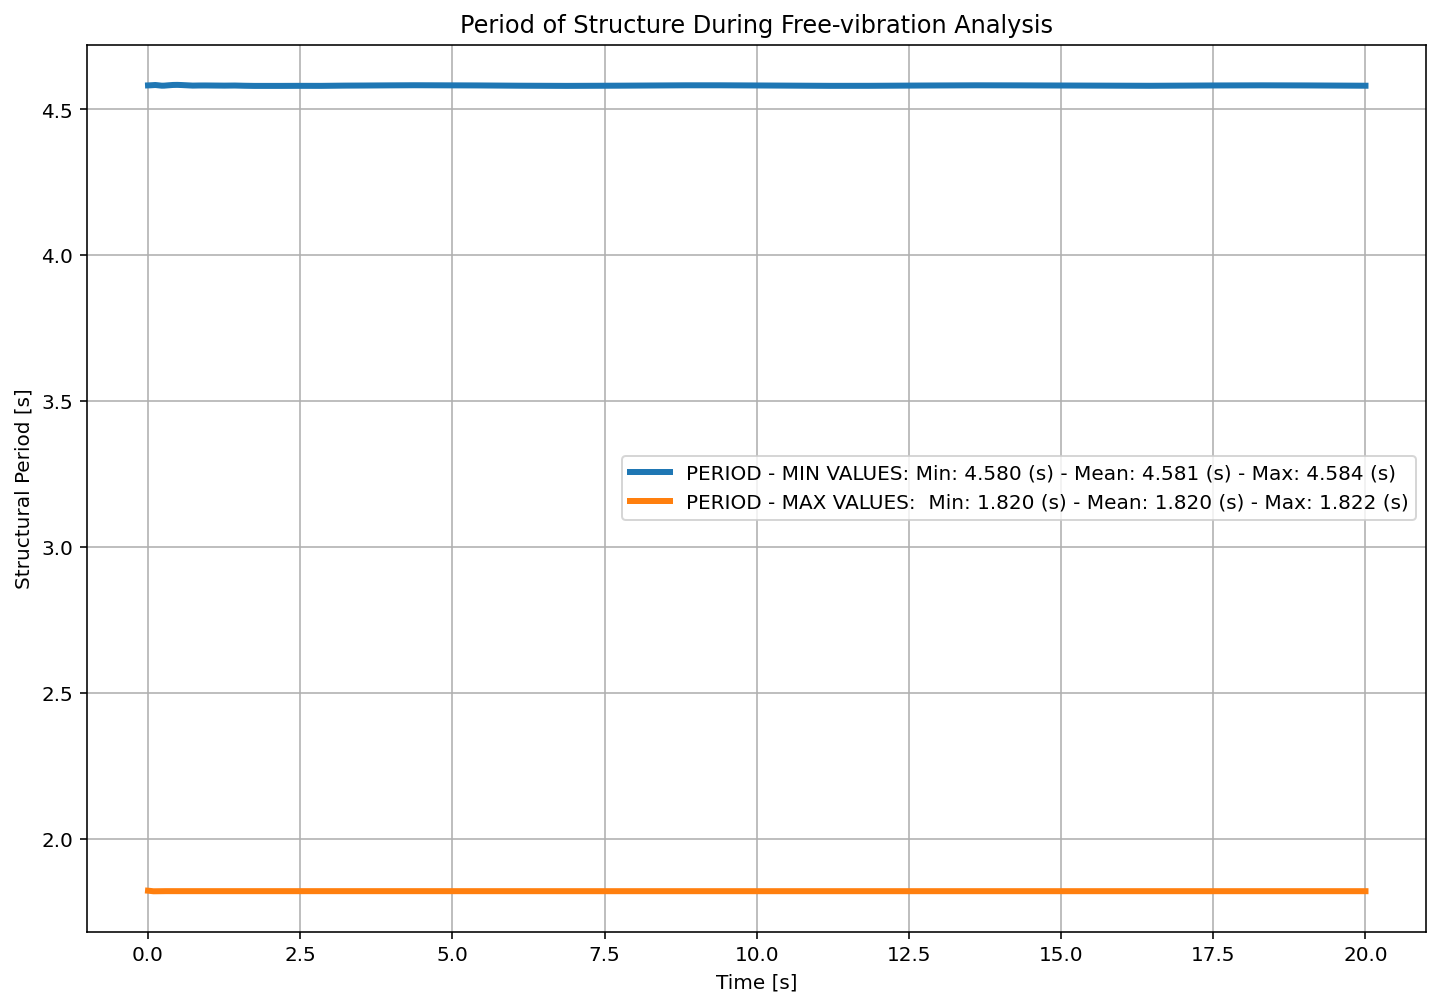 Period of Structure During Free-vibration Analysis
Structural Period [s]
4.5
4.0
3.5
3.0
2.5
2.0
PERIOD - MIN VALUES: Min: 4.580 (s) - Mean: 4.581 (s) - Max: 4.584 (s)
PERIOD - MAX VALUES:  Min: 1.820 (s) - Mean: 1.820 (s) - Max: 1.822 (s)
0.0 2.5 5.0 7.5 10.0 12.5 15.0 17.5 20.0
Time [s]